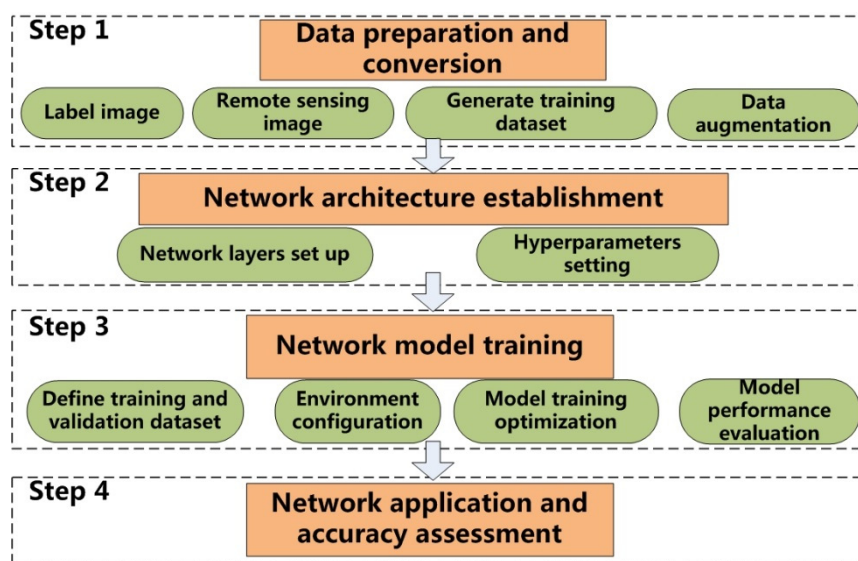 Step 1
Data preparation and
conversion
Label image
Remote sensing
image
Generate training
dataset
Data
augmentation
Step 2
Network architecture establishment
Network layers set up
Hyperparameters
setting
Step 3
Network model training
Define training and
validation dataset
Environment
configuration
Model training
optimization
Model
performance
evaluation
Step 4
Network application and
accuracy assessment